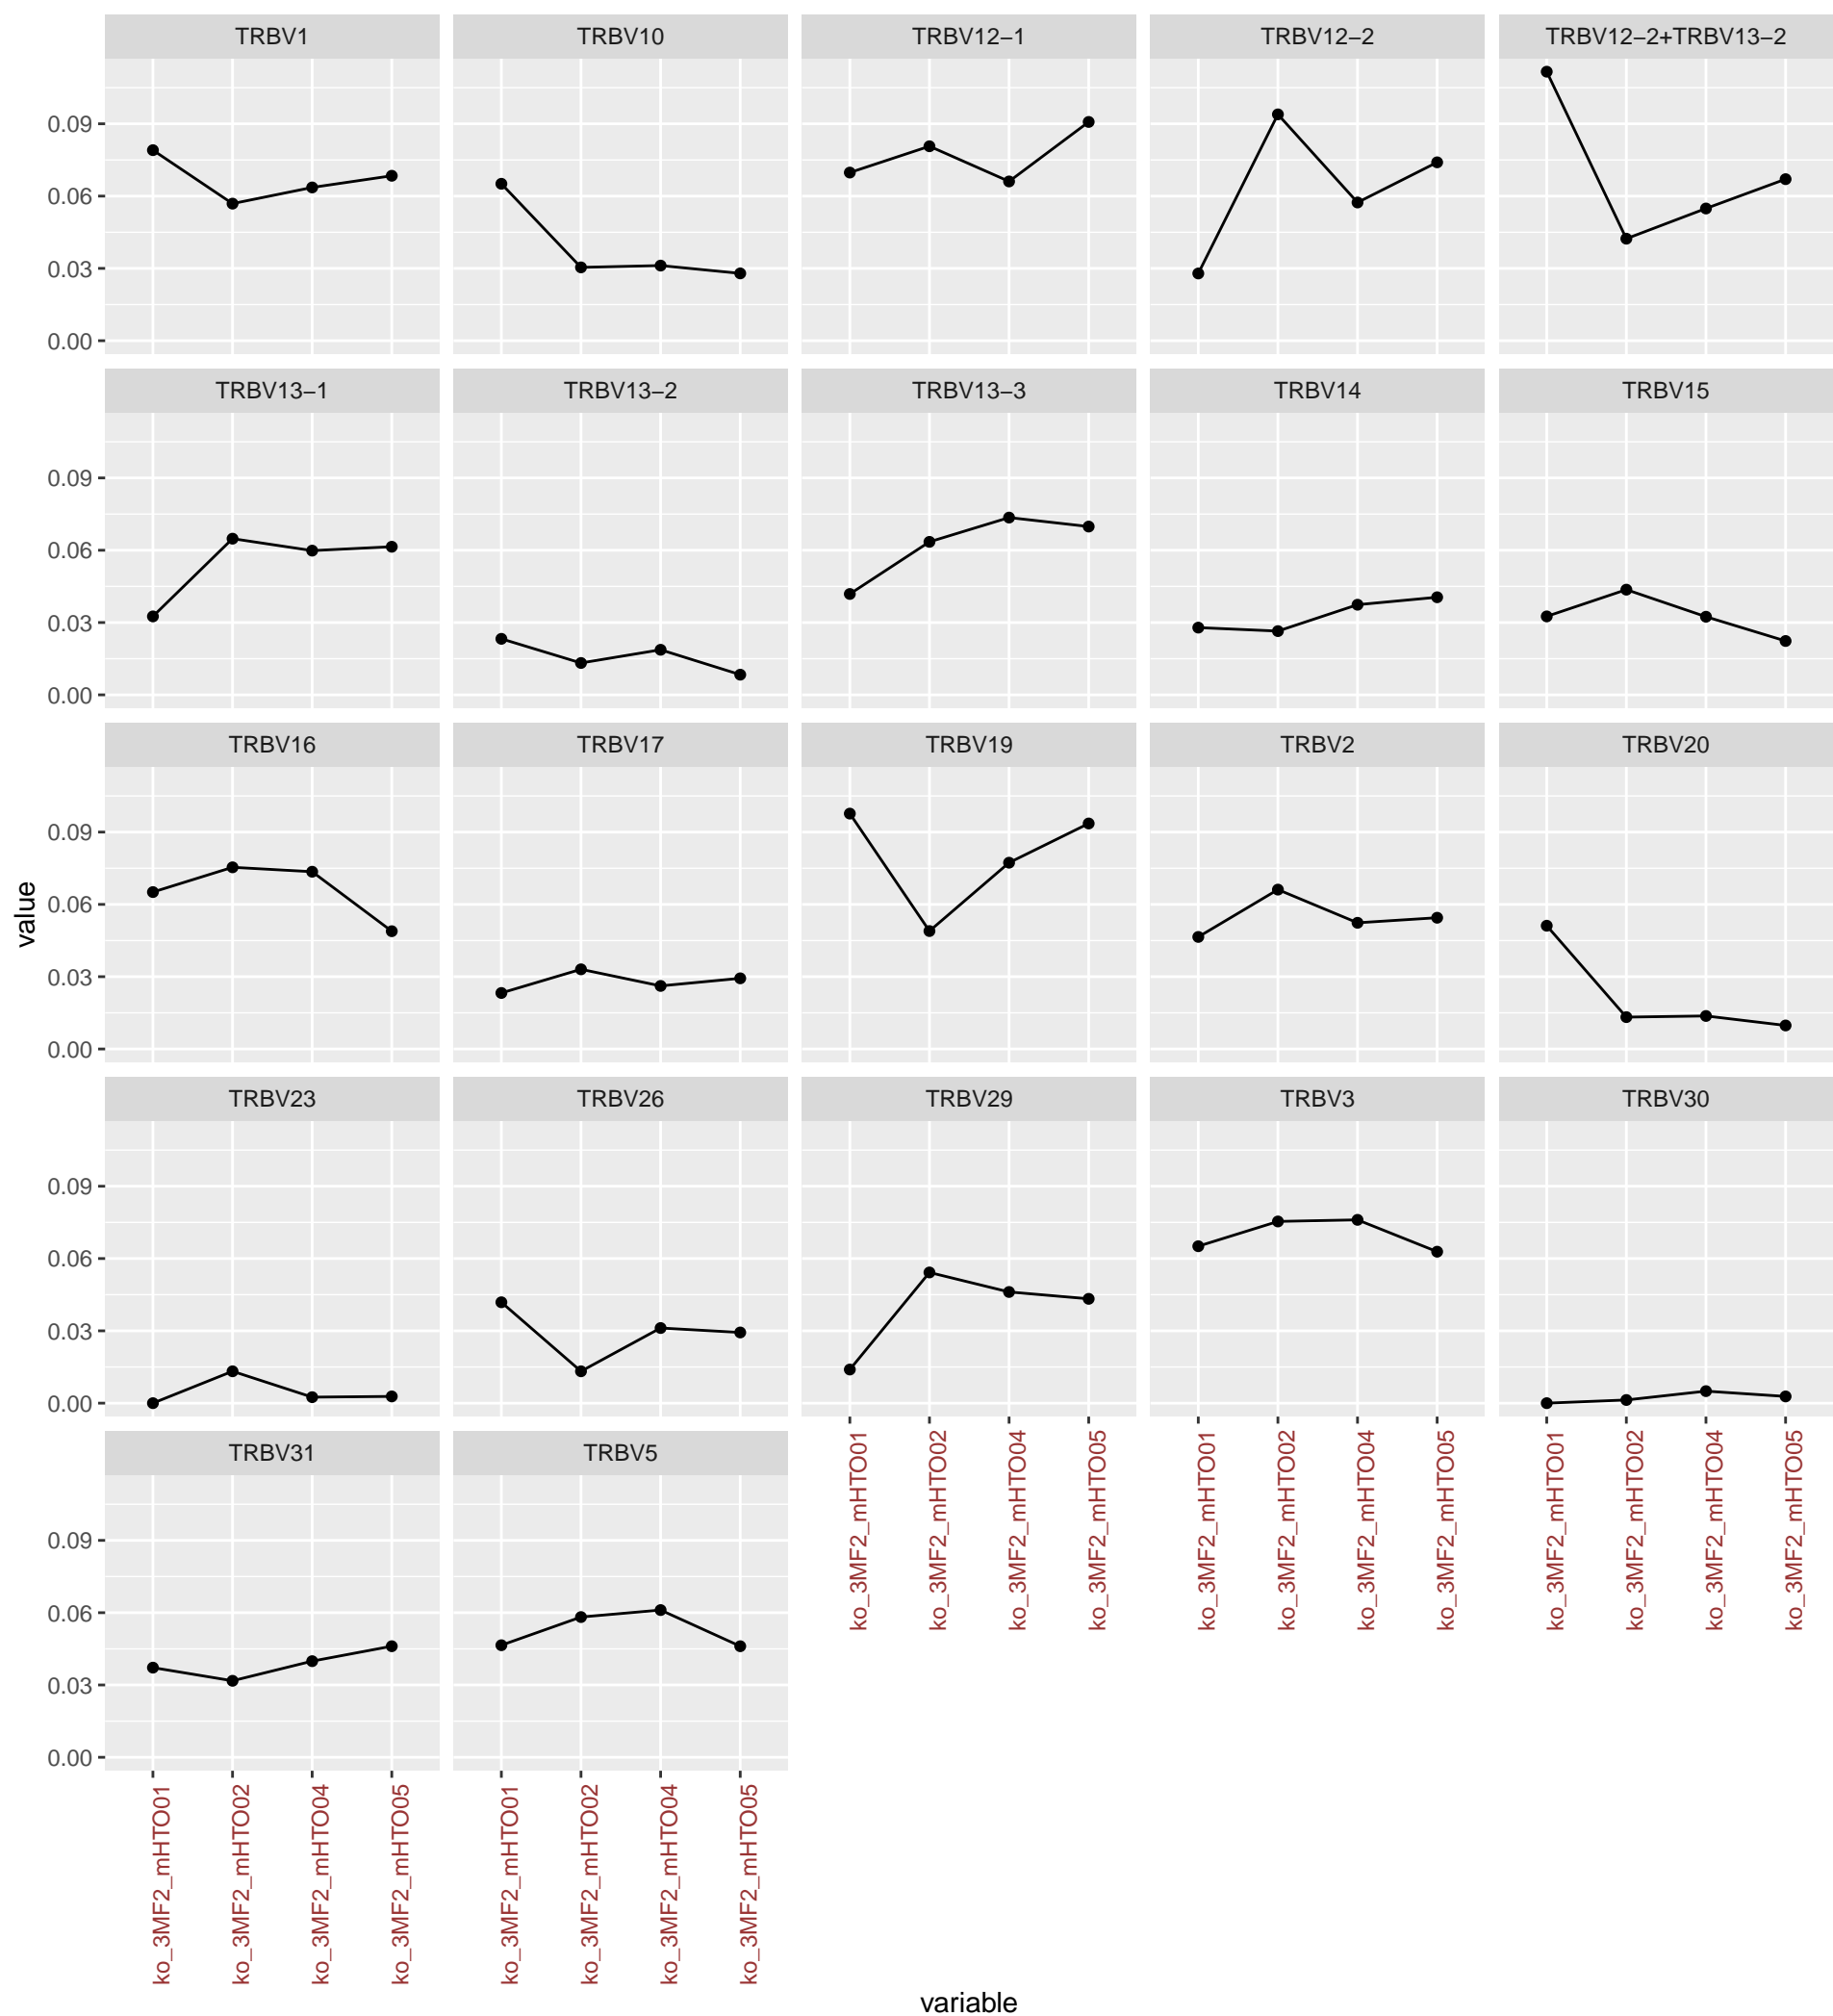 TRBV1 TRBV10 TRBV12−1 TRBV12−2 TRBV12−2+TRBV13−2
0.09
0.06
0.03
0.00
TRBV13−1 TRBV13−2 TRBV13−3 TRBV14 TRBV15
0.09
0.06
0.03
0.00
TRBV16 TRBV17 TRBV19 TRBV2 TRBV20
0.09
0.06
0.03
0.00
value
TRBV23 TRBV26 TRBV29 TRBV3 TRBV30
0.09
0.06
0.03
0.00
ko_3MF2_mHTO01
ko_3MF2_mHTO02
ko_3MF2_mHTO04
ko_3MF2_mHTO05
ko_3MF2_mHTO01
ko_3MF2_mHTO02
ko_3MF2_mHTO04
ko_3MF2_mHTO05
ko_3MF2_mHTO01
ko_3MF2_mHTO02
ko_3MF2_mHTO04
ko_3MF2_mHTO05
TRBV31 TRBV5
0.09
0.06
0.03
0.00
ko_3MF2_mHTO01
ko_3MF2_mHTO02
ko_3MF2_mHTO04
ko_3MF2_mHTO05
ko_3MF2_mHTO01
ko_3MF2_mHTO02
ko_3MF2_mHTO04
ko_3MF2_mHTO05
variable